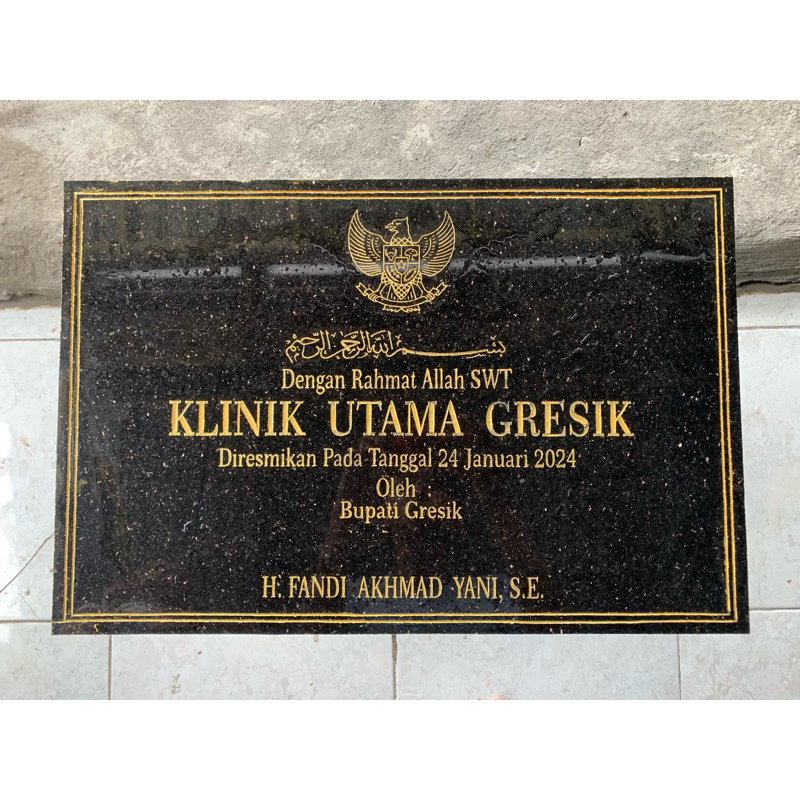 بسم الله الرحمن الرحيم
Dengan Rahmat Allah SWT
KLINIK UTAMA GRESIK
Diresmikan Pada Tanggal 24 Januari 2024
Oleh :
Bupati Gresik
H. FANDI AKHMAD YANI, S.E.